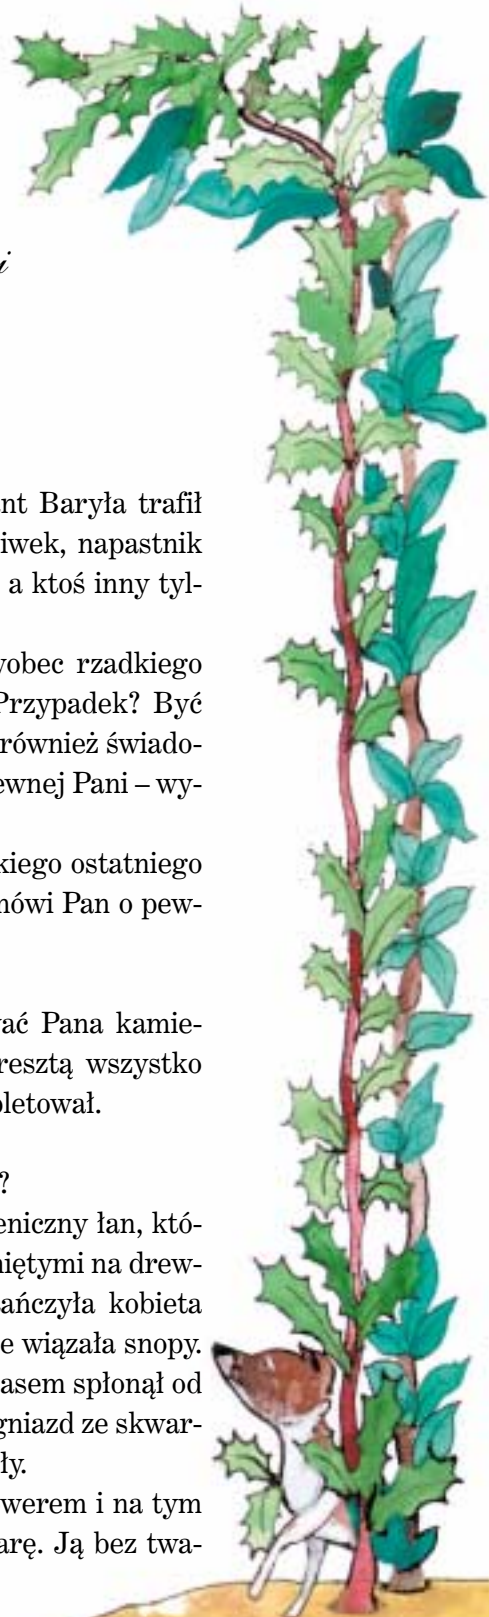 i
nt Baryła trafił
iwek, napastnik
a ktoś inny tyl-
obec rzadkiego
Przypadek? Być
również świado-
ewnej Pani – wy-
kiego ostatniego
nówi Pan o pew-
vać Pana kamie-
resztą wszystko
oletował.
?
eniczny łan, któ-
niętymi na drew-
ańczyła kobieta
e wiązała snopy.
asem spłonął od
gniazd ze skwar-
ły.
werem i na tym
arę. Ją bez twa-